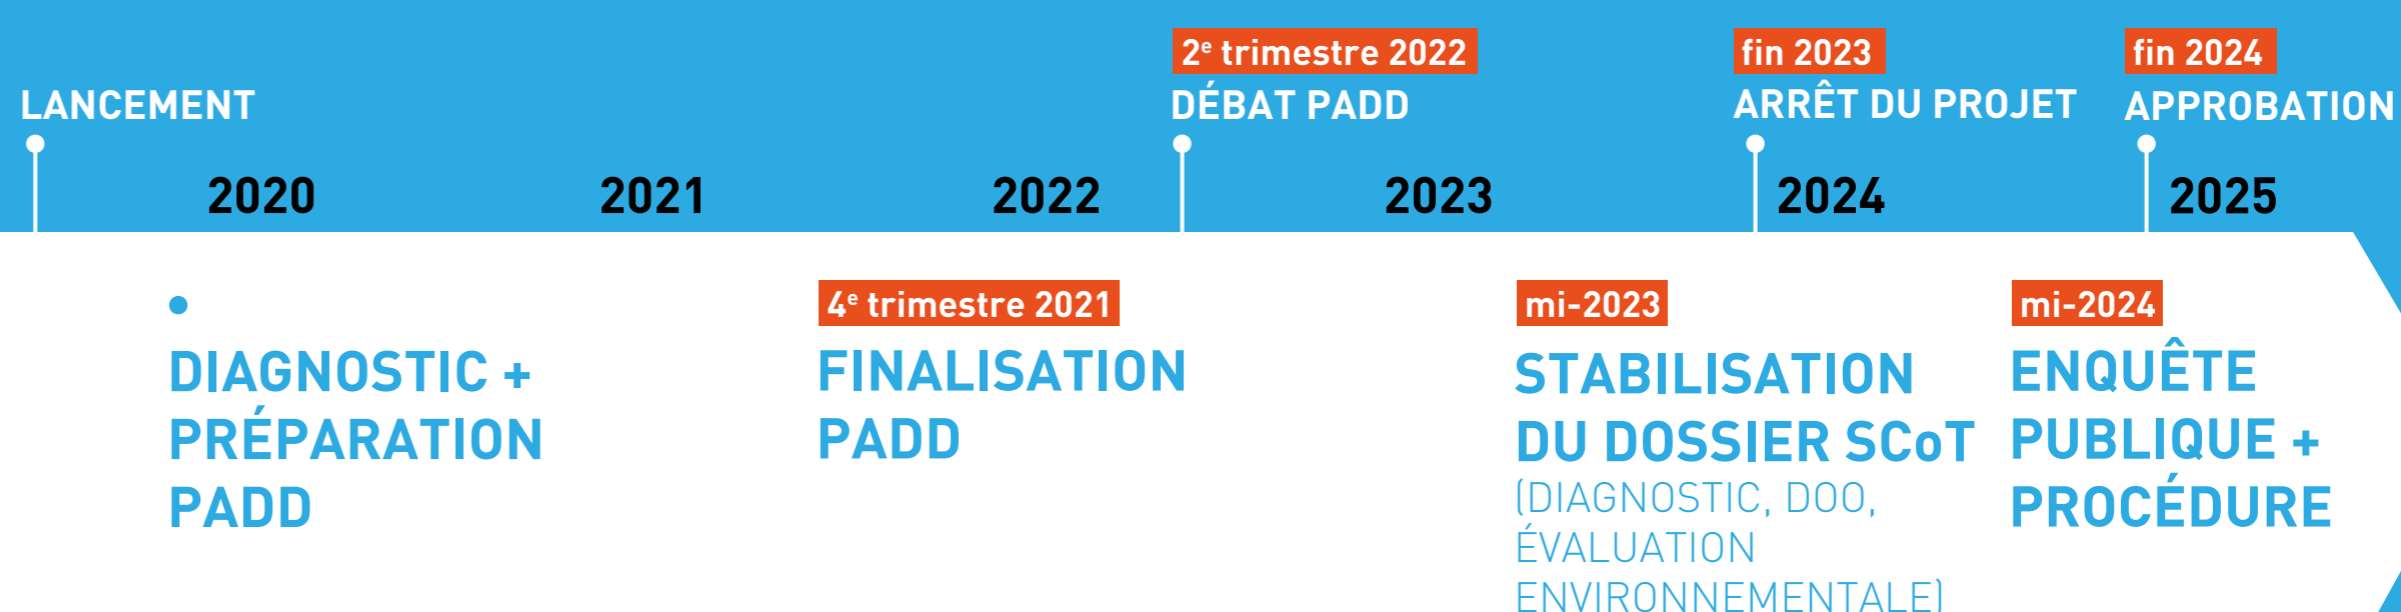 LANCEMENT
2e trimestre 2022
DÉBAT PADD
fin 2023
ARRÊT DU PROJET
fin 2024
APPROBATION
2020
2021
2022
2023
2024
2025
DIAGNOSTIC +
PRÉPARATION
PADD
4e trimestre 2021
FINALISATION
PADD
mi-2023
STABILISATION
DU DOSSIER SCoT
(DIAGNOSTIC, DOO,
ÉVALUATION
ENVIRONNEMENTALE)
mi-2024
ENQUÊTE
PUBLIQUE +
PROCÉDURE